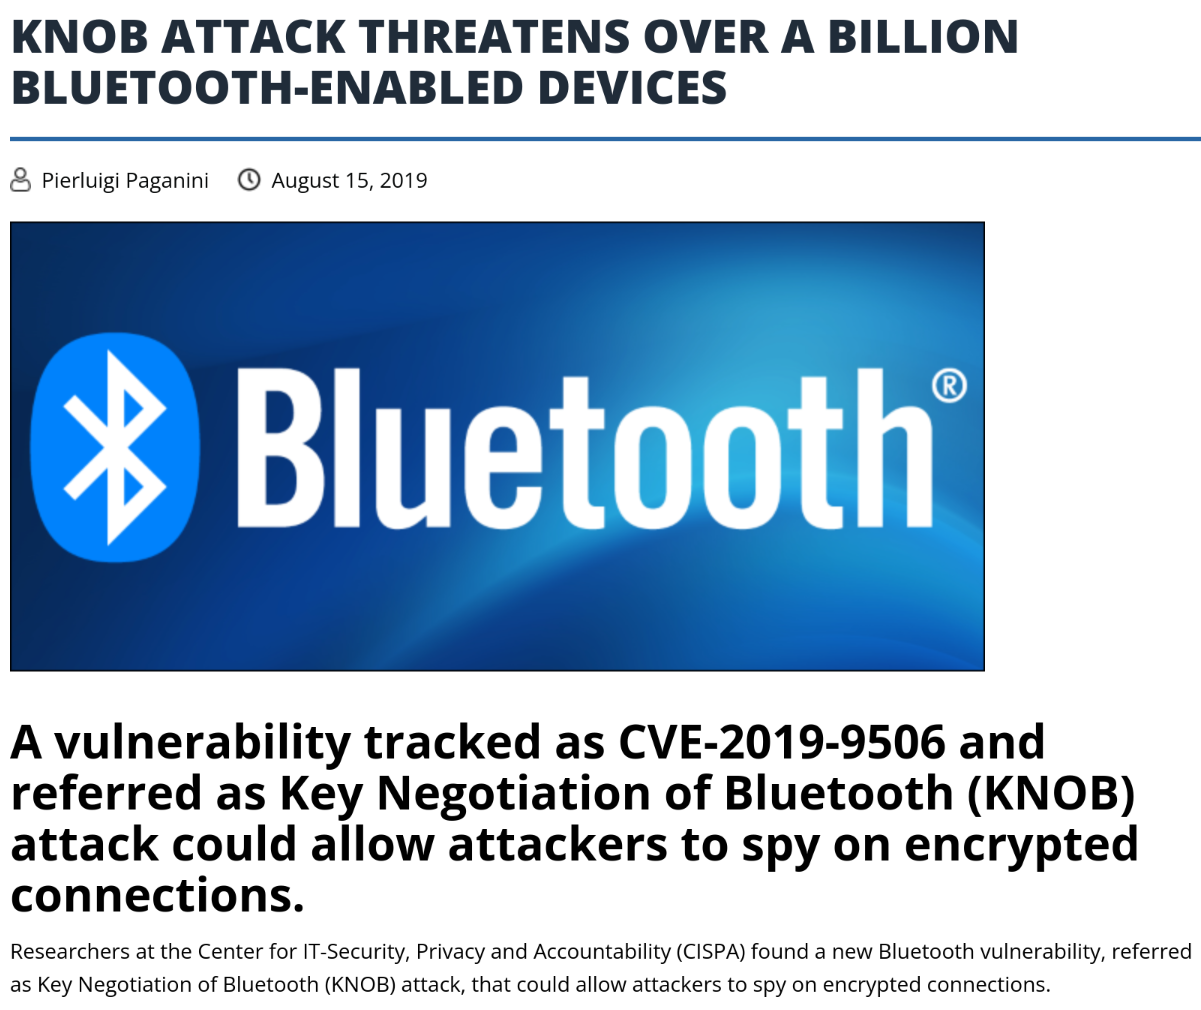 KNOB ATTACK THREATENS OVER A BILLION
BLUETOOTH-ENABLED DEVICES
Pierluigi Paganini August 15, 2019
Bluetooth®
A vulnerability tracked as CVE-2019-9506 and
referred as Key Negotiation of Bluetooth (KNOB)
attack could allow attackers to spy on encrypted
connections.
Researchers at the Center for IT-Security, Privacy and Accountability (CISPA) found a new Bluetooth vulnerability, referred
as Key Negotiation of Bluetooth (KNOB) attack, that could allow attackers to spy on encrypted connections.